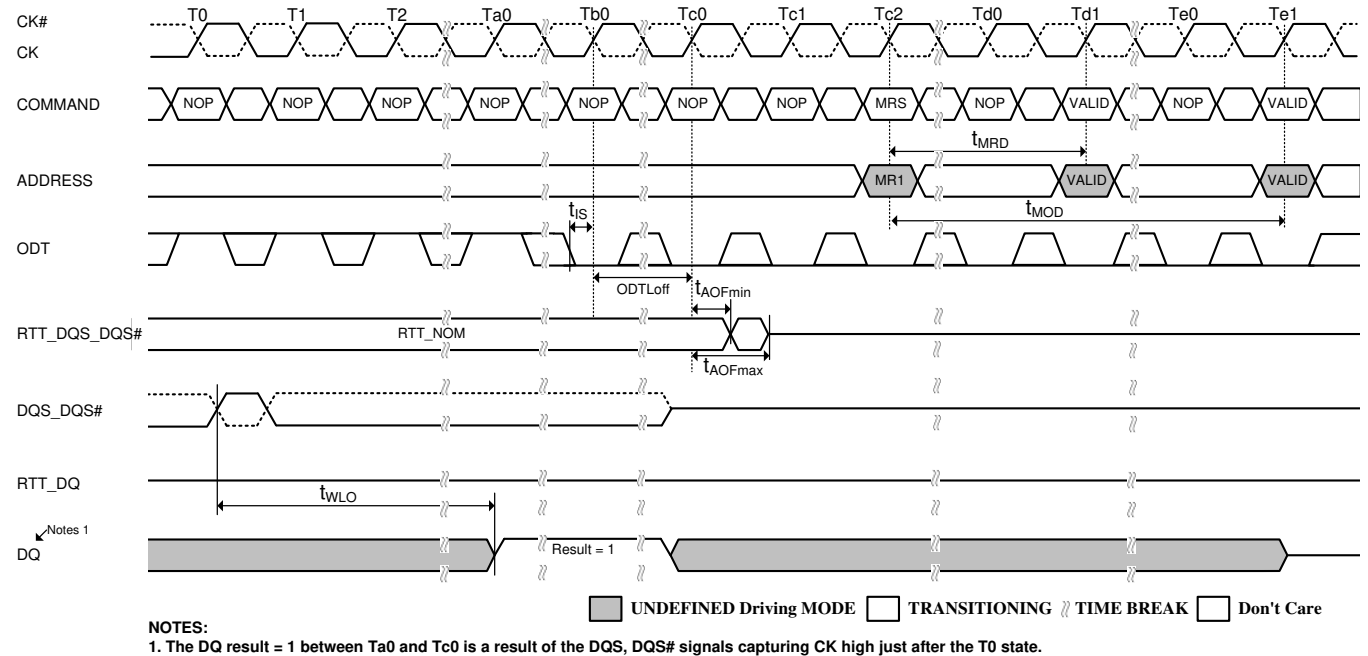 T0 T1 T2 Ta0 Tb0 Tc0 Tc1 Tc2 Td0 Td1 Te0 Te1
CK#
CK
COMMAND NOP NOP NOP NOP NOP NOP NOP MRS NOP VALID NOP VALID
tMRD
ADDRESS MR1 VALID VALID
tIS tMOD
ODT
ODTLoff tAOFmin
RTT_DQS_DQS# RTT_NOM
tAOFmax
DQS_DQS#
RTT_DQ
tWLO
Notes 1
DQ Result = 1
UNDEFINED Driving MODE TRANSITIONING TIME BREAK Don't Care
NOTES:
1. The DQ result = 1 between Ta0 and Tc0 is a result of the DQS, DQS# signals capturing CK high just after the T0 state.